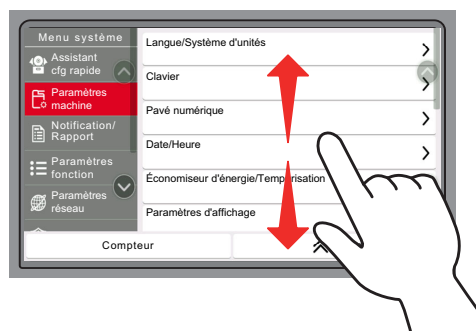 Menu système
Assistant
cfg rapide
Paramètres
machine
Notification/
Rapport
Paramètres
fonction
Paramètres
réseau
Langue/Système d'unités
Clavier
Pavé numérique
Date/Heure
Économiseur d'énergie/Temporisation
Paramètres d'affichage
Compteur